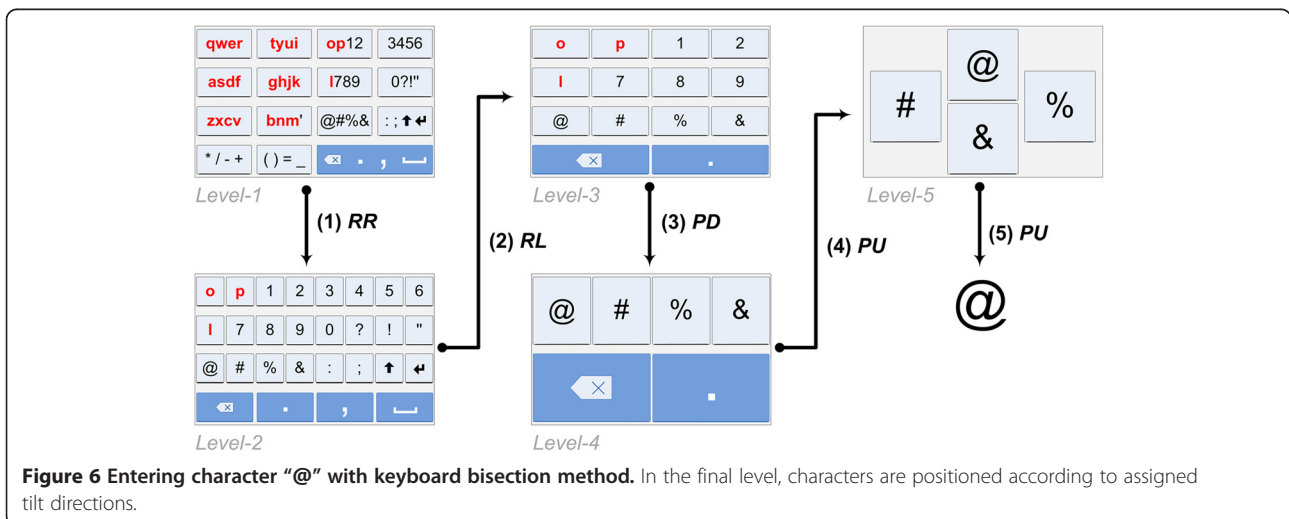 qwer tyui op12 3456
asdf ghjk l789 0?!"
zxcv bnm' @#%& : ; ⬆ ↵
* / - + ( ) = _ ⌫ . , ⎵
Level-1
(1) RR
o p 1 2 3 4 5 6
l 7 8 9 0 ? ! "
@ # % & : ; ⬆ ↵
⌫ . , ⎵
Level-2
(2) RL
o p 1 2
l 7 8 9
@ # % &
⌫ .
Level-3
(3) PD
@ # % &
⌫ .
Level-4
(4) PU
@
# %
&
Level-5
(5) PU
@
Figure 6 Entering character “@” with keyboard bisection method. In the final level, characters are positioned according to assigned
tilt directions.